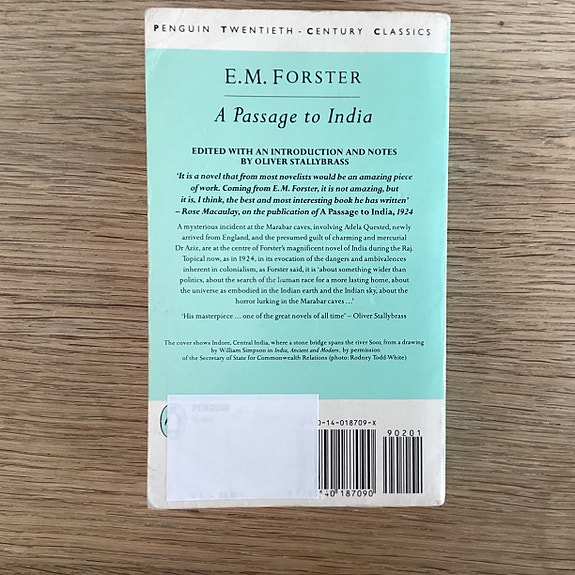 PENGUIN TWENTIETH-CENTURY CLASSICS
E.M. FORSTER
A Passage to India
EDITED WITH AN INTRODUCTION AND NOTES
BY OLIVER STALLYBRASS
‘It is a novel that from most novelists would be an amazing piece
of work. Coming from E.M. Forster, it is not amazing, but
it is, I think, the best and most interesting book he has written’
– Rose Macaulay, on the publication of A Passage to India, 1924
A mysterious incident at the Marabar caves, involving Adela Quested, newly
arrived from England, and the presumed guilt of charming and mercurial
Dr Aziz, are at the centre of Forster's magnificent novel of India during the Raj.
Topical now, as in 1924, in its evocation of the dangers and ambivalences
inherent in colonialism, as Forster said, it is ‘about something wider than
politics, about the search of the human race for a more lasting home, about
the universe as embodied in the Indian earth and the Indian sky, about the
horror lurking in the Marabar caves ...’
‘His masterpiece ... one of the great novels of all time’ – Oliver Stallybrass
The cover shows Indore, Central India, where a stone bridge spans the river Soor, from a drawing
by William Simpson in India, Ancient and Modern, by permission
of the Secretary of State for Commonwealth Relations (photo: Rodney Todd-White)
PENGUIN
0-14-018709-X
90201
140 187090